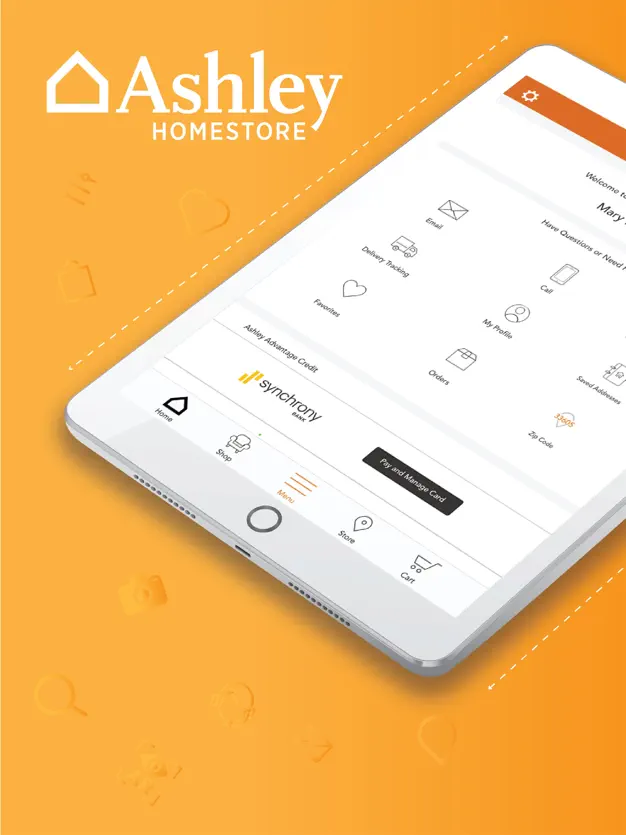 Ashley
HOMESTORE
Welcome to
Mary
Have Questions or Need
Email
Call
Delivery Tracking
My Profile
Favorites
Orders
Saved Addresses
Zip Code
Ashley Advantage Credit
synchrony
BANK
Pay and Manage Card
Home
Shop
Menu
Store
Cart